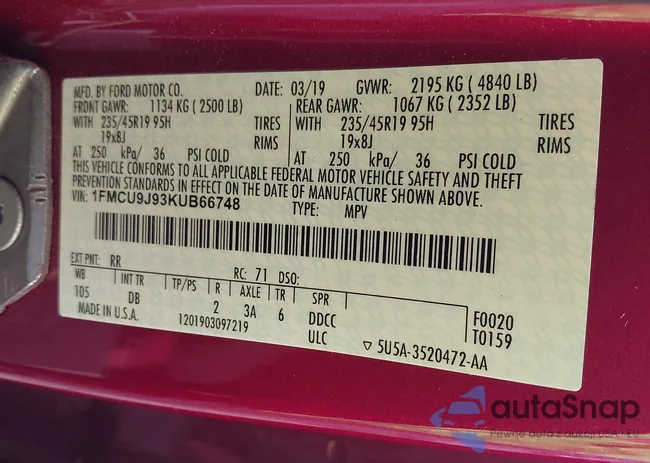 MFD. BY FORD MOTOR CO. DATE: 03/19 GVWR: 2195 KG ( 4840 LB)
FRONT GAWR: 1134 KG ( 2500 LB) REAR GAWR: 1067 KG ( 2352 LB)
WITH 235/45R19 95H TIRES WITH 235/45R19 95H TIRES
19x8J RIMS 19x8J RIMS
AT 250 kPa/ 36 PSI COLD AT 250 kPa/ 36 PSI COLD
THIS VEHICLE CONFORMS TO ALL APPLICABLE FEDERAL MOTOR VEHICLE SAFETY AND THEFT
PREVENTION STANDARDS IN EFFECT ON THE DATE OF MANUFACTURE SHOWN ABOVE.
VIN: 1FMCU9J93KUB66748 TYPE: MPV
EXT PNT: RR RC: 71 DSO:
WB INT TR TP/PS R AXLE TR SPR
105 DB 2 3A 6 DDCC F0020
MADE IN U.S.A. 1201903097219 ULC T0159
▽ 5U5A-3520472-AA
autaSnap
Pewne auta z aukcji USA i EU